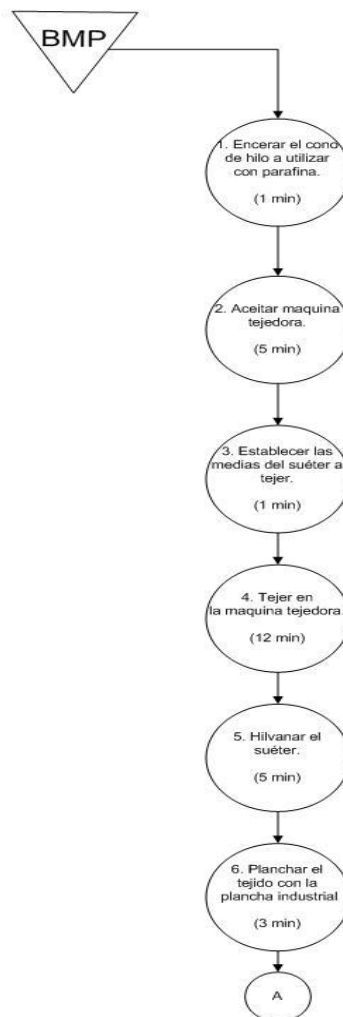 BMP
1. Encerar el cono
de hilo a utilizar
con parafina.
(1 min)
2. Aceitar maquina
tejedora.
(5 min)
3. Establecer las
medias del suéter a
tejer.
(1 min)
4. Tejer en
la maquina tejedora.
(12 min)
5. Hilvanar el
suéter.
(5 min)
6. Planchar el
tejido con la
plancha industrial
(3 min)
A